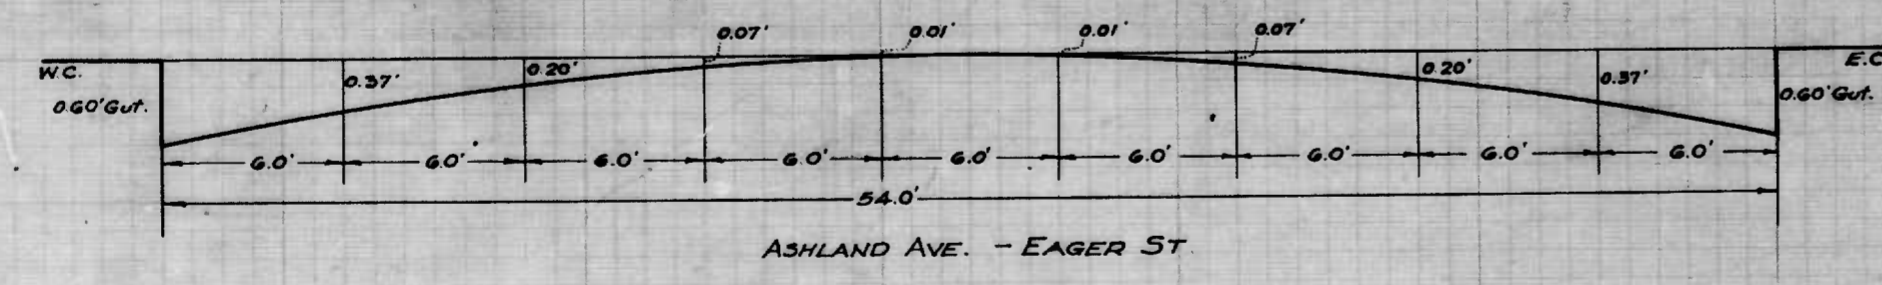 0.07' 0.01' 0.01' 0.07'
W.C. 0.37' 0.20' 0.20' 0.37' E.C
0.60' Gut. 0.60' Gut.
6.0' 6.0' 6.0' 6.0' 6.0' 6.0' 6.0' 6.0' 6.0'
54.0'
ASHLAND AVE. - EAGER ST.